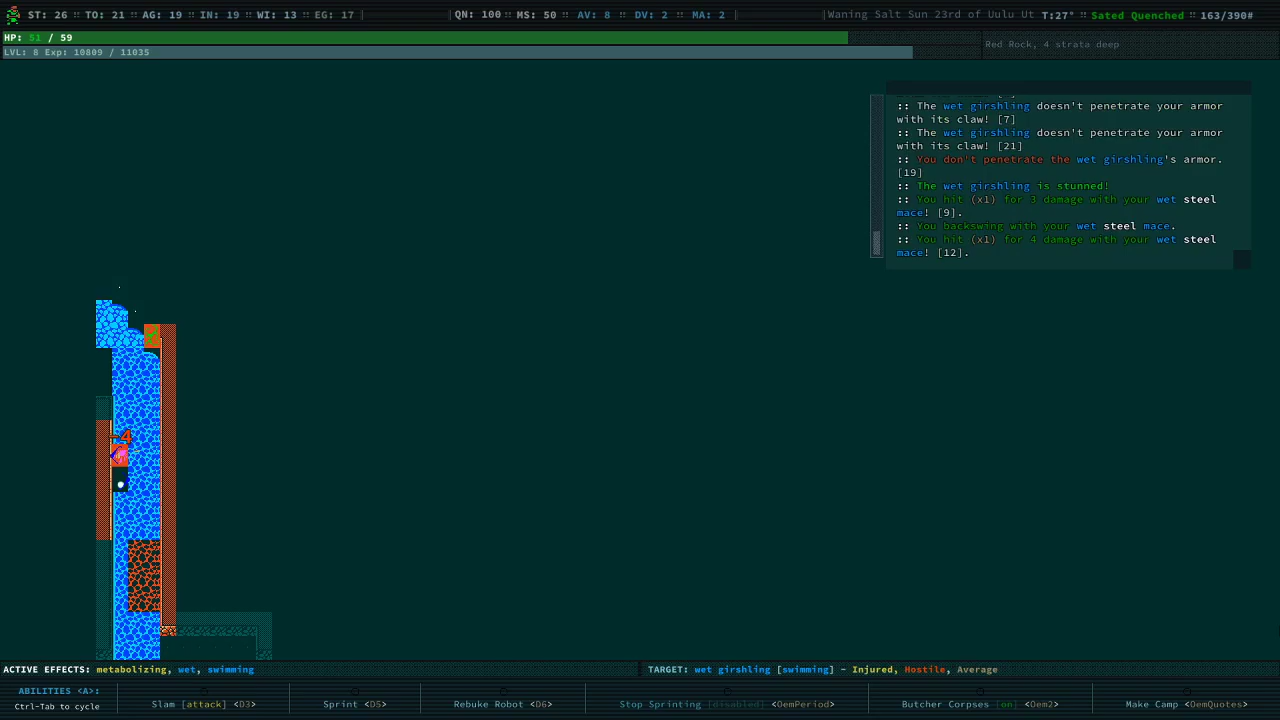 ST: 26 :: TO: 21 :: AG: 19 :: IN: 19 :: WI: 13 :: EG: 17
QN: 100 :: MS: 50 :: AV: 8 :: DV: 2 :: MA: 2
Waning Salt Sun 23rd of Uulu Ut T:27° :: Sated Quenched :: 163/390#
HP: 51 / 59
LVL: 8 Exp: 10809 / 11035
Red Rock, 4 strata deep
:: The wet girshling doesn't penetrate your armor
with its claw! [7]
:: The wet girshling doesn't penetrate your armor
with its claw! [21]
:: You don't penetrate the wet girshling's armor.
[19]
:: The wet girshling is stunned!
:: You hit (x1) for 3 damage with your wet steel
mace! [9].
:: You backswing with your wet steel mace.
:: You hit (x1) for 4 damage with your wet steel
mace! [12].
-4
ACTIVE EFFECTS: metabolizing, wet, swimming
TARGET: wet girshling [swimming] - Injured, Hostile, Average
ABILITIES <A>:
Ctrl-Tab to cycle
Slam [attack] <D3>
Sprint <D5>
Rebuke Robot <D6>
Stop Sprinting [disabled] <OemPeriod>
Butcher Corpses [on] <Oem2>
Make Camp <OemQuotes>